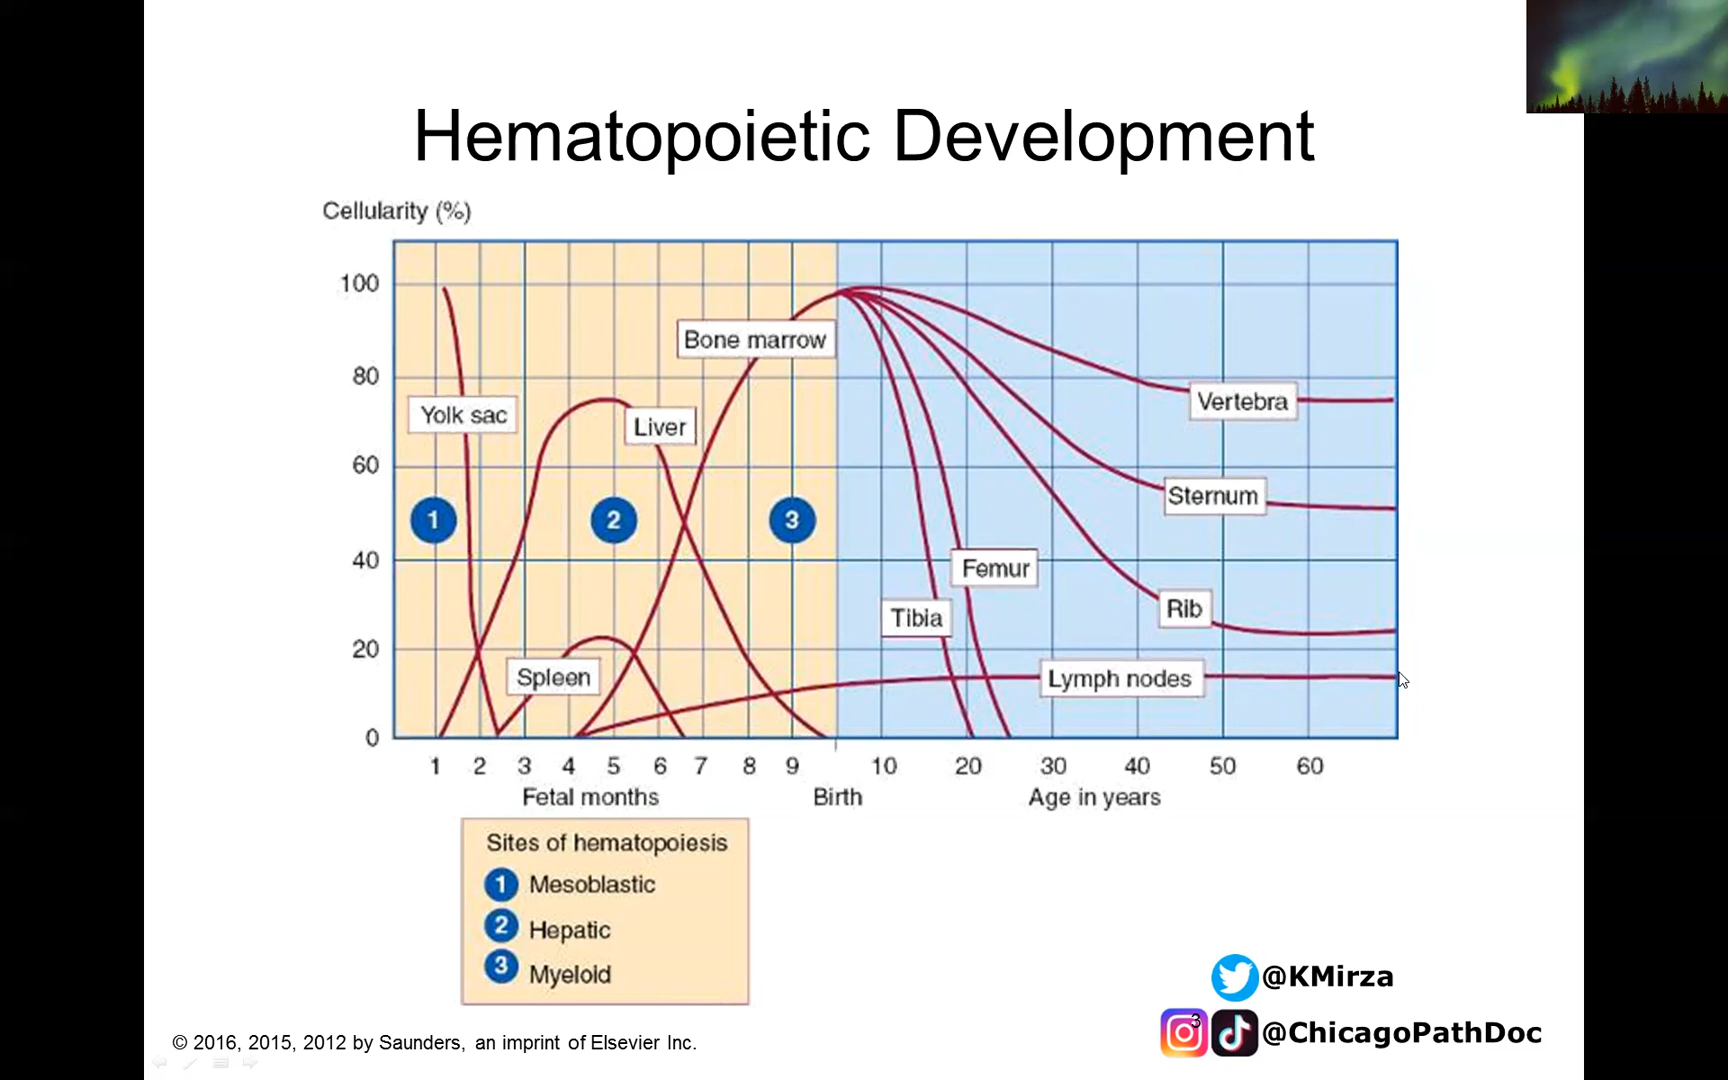 Hematopoietic Development
Cellularity (%)
100
80
60
40
20
0
Bone marrow
Yolk sac
Liver
Vertebra
Sternum
1
2
3
Femur
Tibia
Rib
Spleen
Lymph nodes
1 2 3 4 5 6 7 8 9 10 20 30 40 50 60
Fetal months Birth Age in years
Sites of hematopoiesis
1 Mesoblastic
2 Hepatic
3 Myeloid
@KMirza
3
@ChicagoPathDoc
© 2016, 2015, 2012 by Saunders, an imprint of Elsevier Inc.